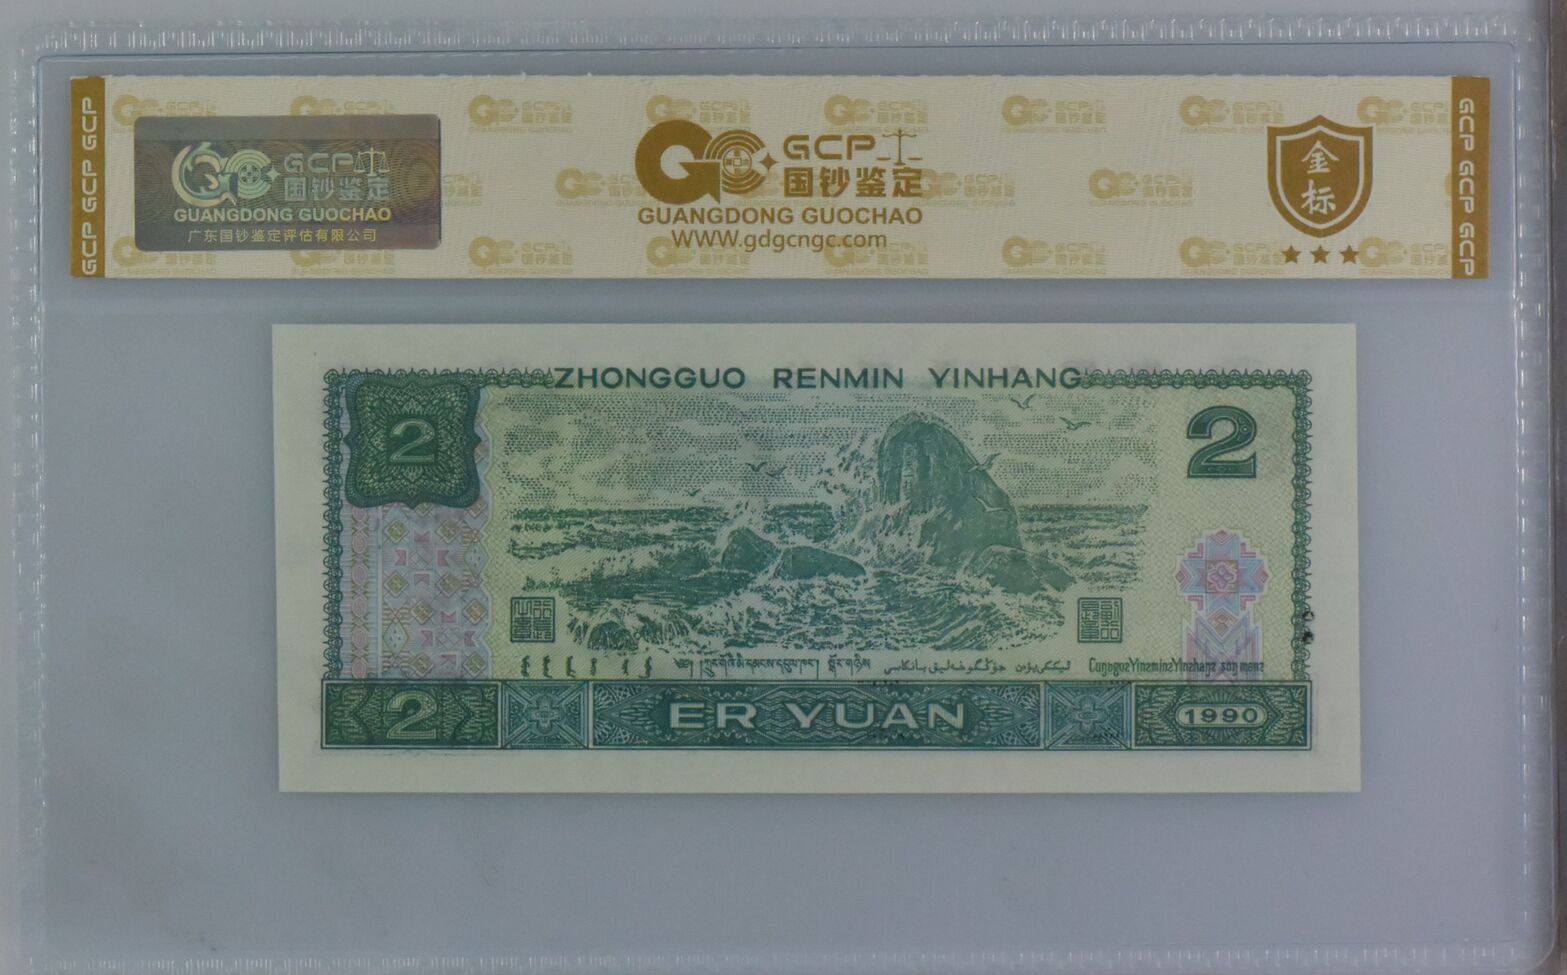 GCP GCP GCP
GCP
国钞鉴定
GUANGDONG GUOCHAO
广东国钞鉴定评估有限公司
GCP
国钞鉴定
GUANGDONG GUOCHAO
WWW.gdgcngc.com
金
标
GCP GCP GCP
ZHONGGUO RENMIN YINHANG
2
2
2
ER YUAN
1990